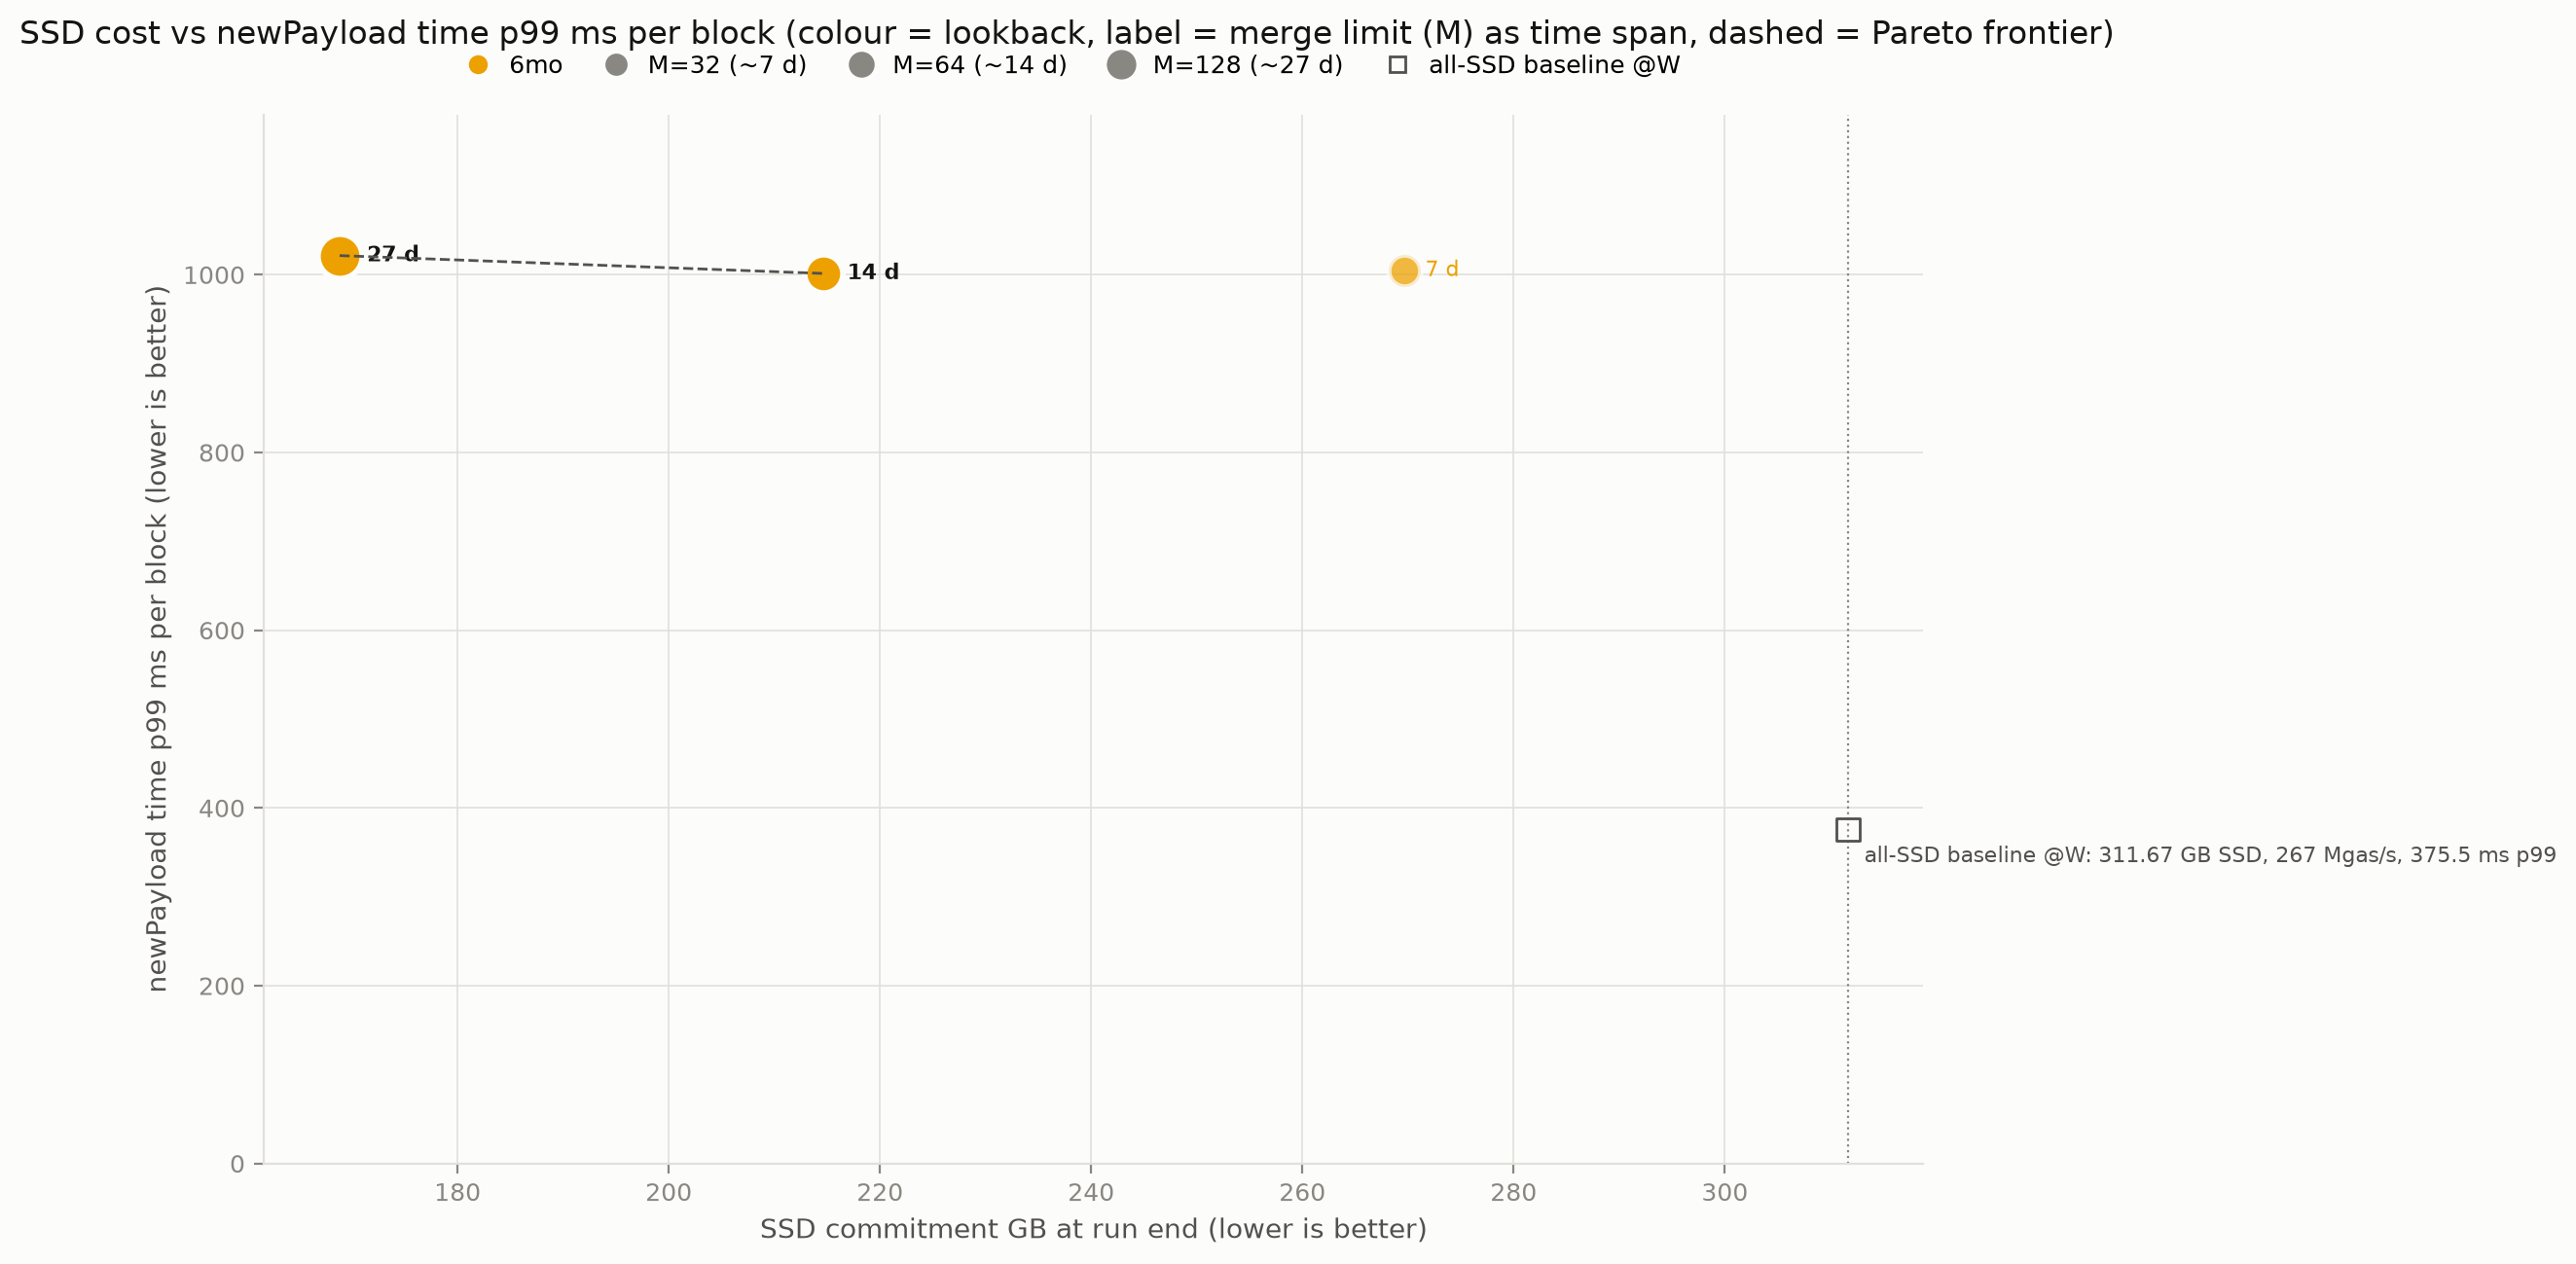 SSD cost vs newPayload time p99 ms per block (colour = lookback, label = merge limit (M) as time span, dashed = Pareto frontier)
6mo M=32 (~7 d) M=64 (~14 d) M=128 (~27 d) all-SSD baseline @W
newPayload time p99 ms per block (lower is better)
1000
800
600
400
200
0
27 d
14 d
7 d
all-SSD baseline @W: 311.67 GB SSD, 267 Mgas/s, 375.5 ms p99
180 200 220 240 260 280 300
SSD commitment GB at run end (lower is better)